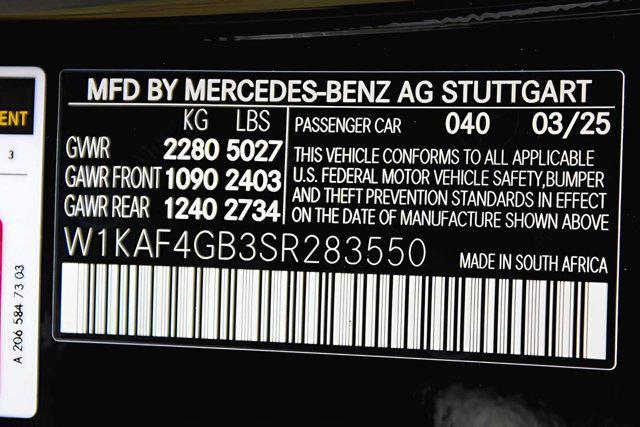 MFD BY MERCEDES-BENZ AG STUTTGART
KG LBS
GVWR 2280 5027
GAWR FRONT 1090 2403
GAWR REAR 1240 2734
PASSENGER CAR 040 03/25
THIS VEHICLE CONFORMS TO ALL APPLICABLE
U.S. FEDERAL MOTOR VEHICLE SAFETY,BUMPER
AND THEFT PREVENTION STANDARDS IN EFFECT
ON THE DATE OF MANUFACTURE SHOWN ABOVE
W1KAF4GB3SR283550
MADE IN SOUTH AFRICA
ENT
3
A 206 584 73 03